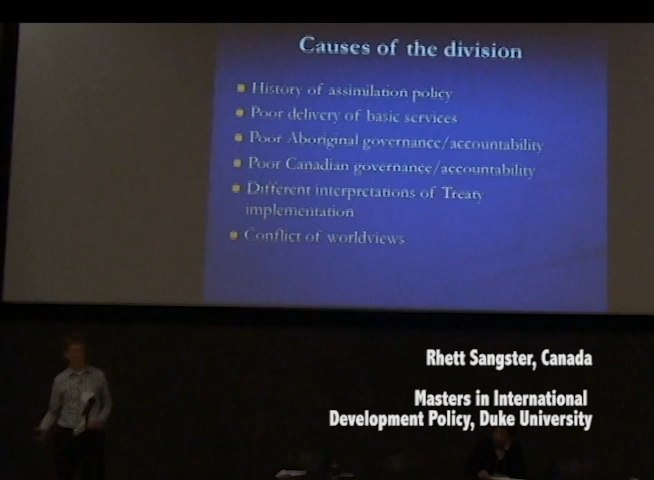 Causes of the division
History of assimilation policy
Poor delivery of basic services
Poor Aboriginal governance/accountability
Poor Canadian governance/accountability
Different interpretations of Treaty
implementation
Conflict of worldviews
Rhett Sangster, Canada
Masters in International
Development Policy, Duke University